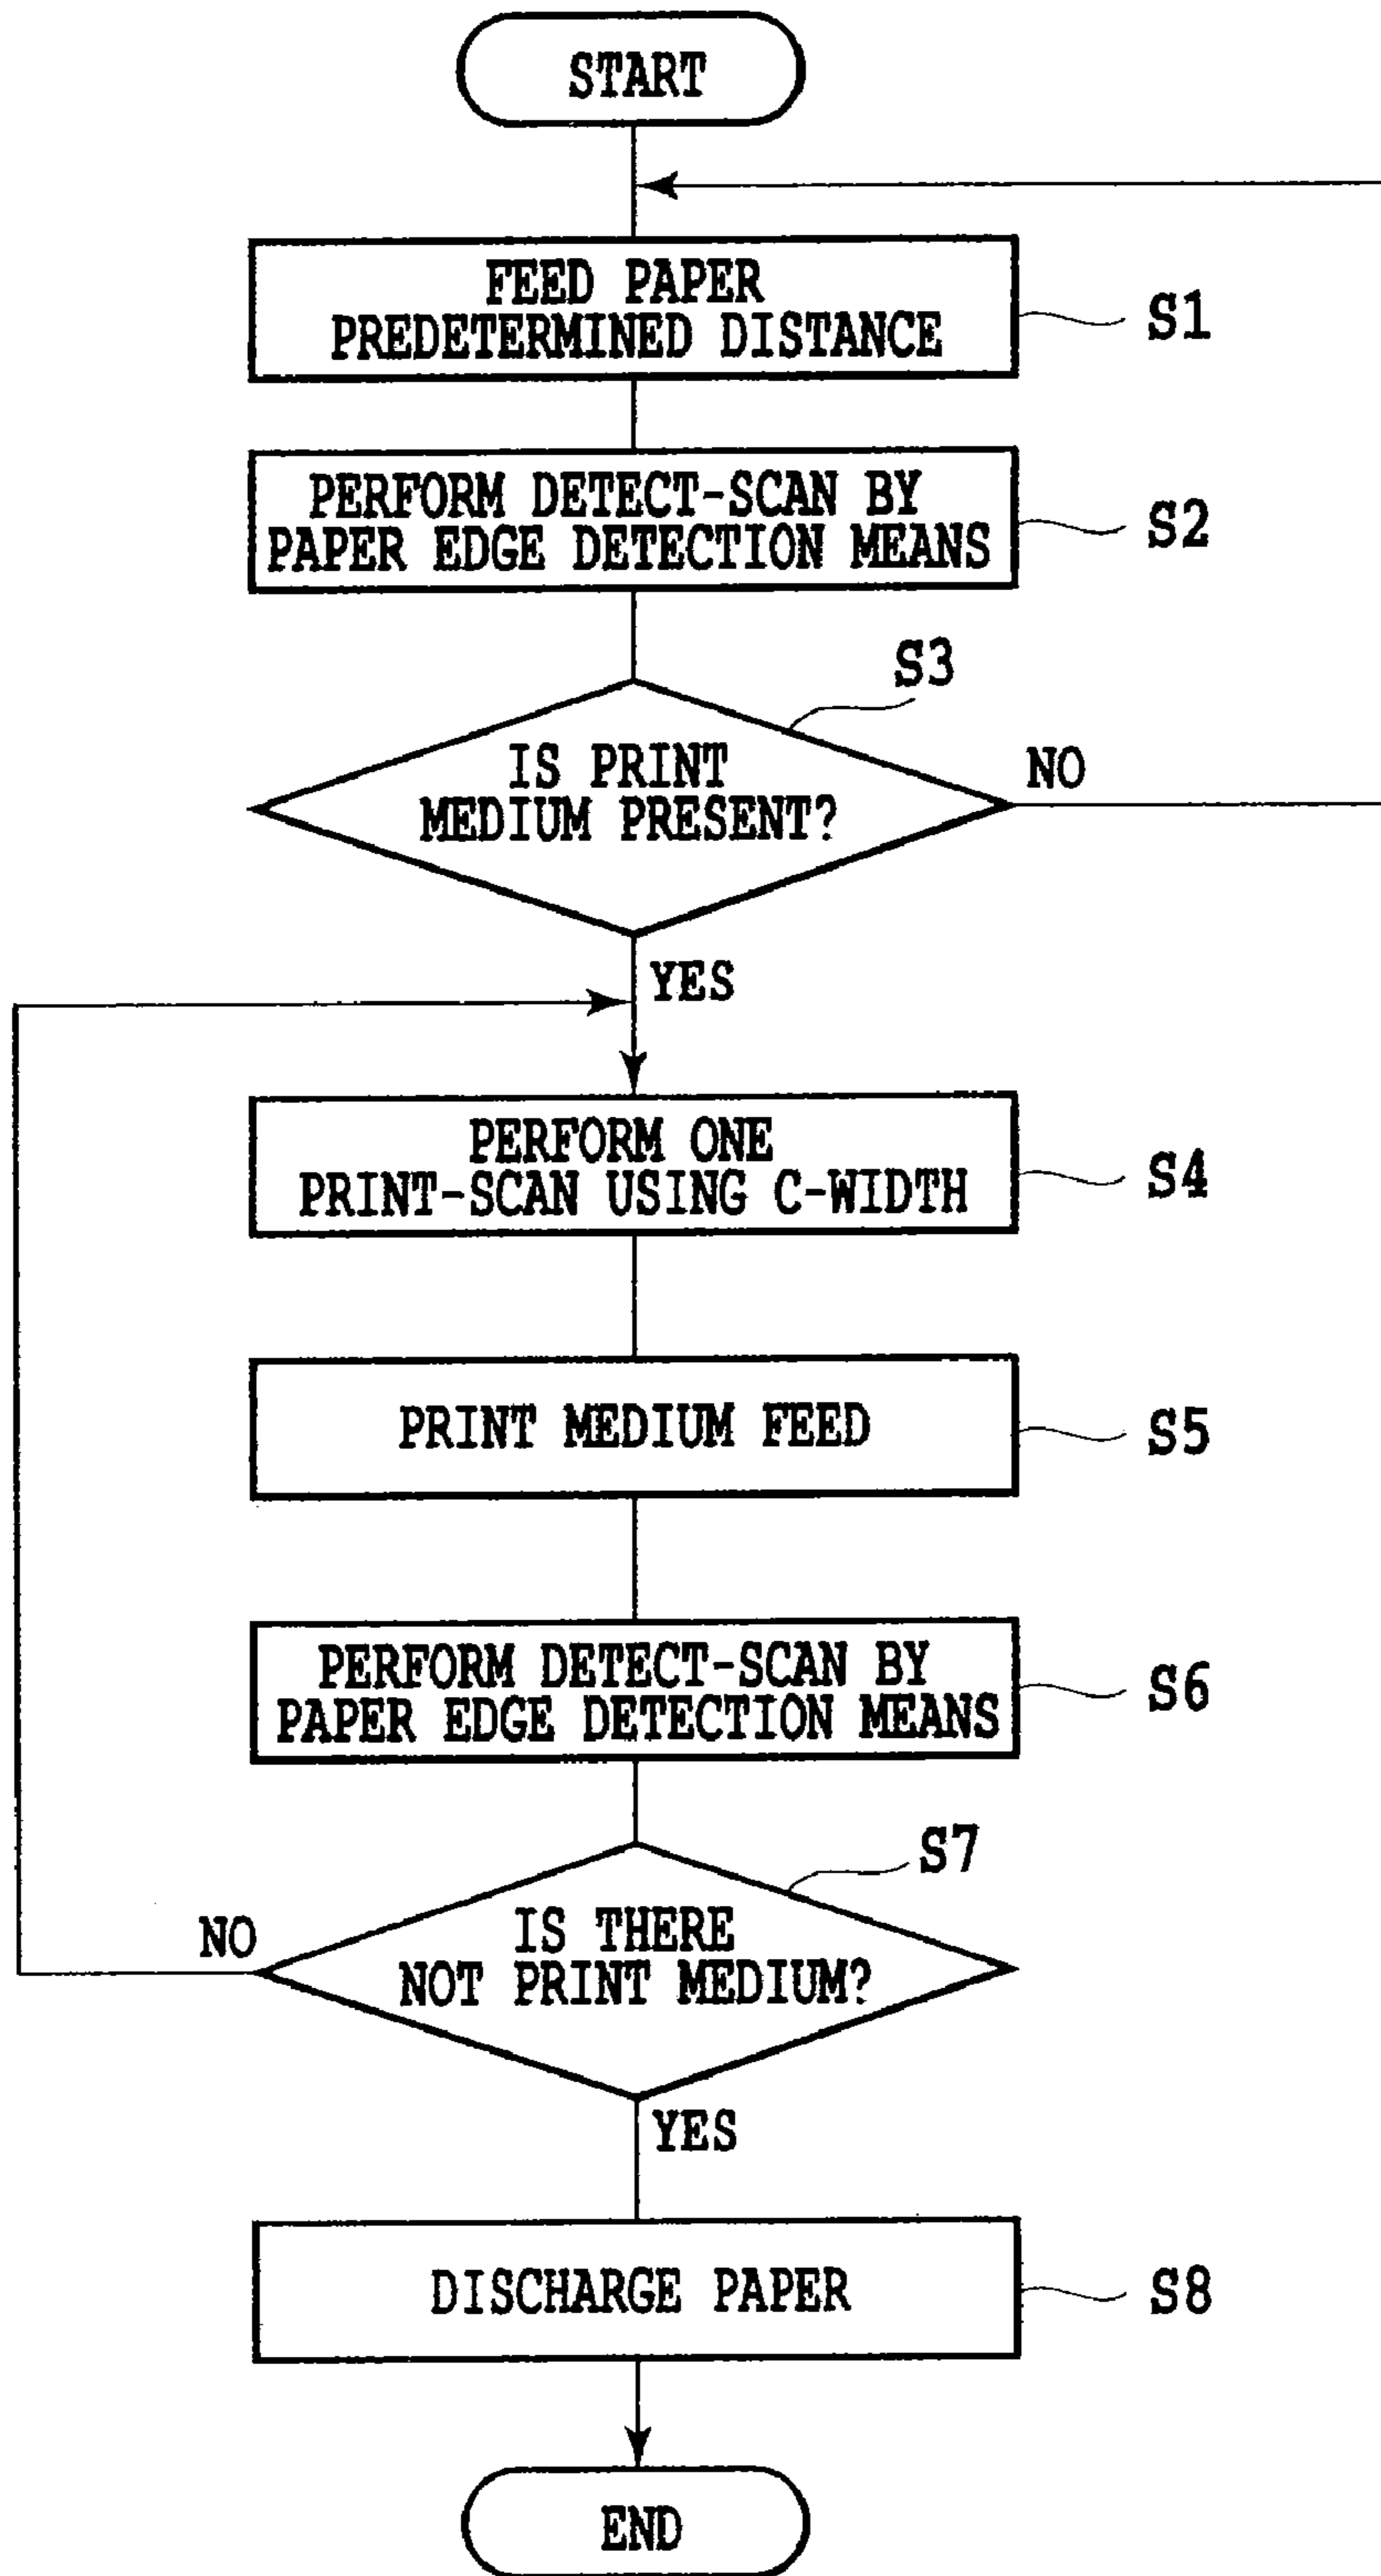 START
FEED PAPER
PREDETERMINED DISTANCE
S1
PERFORM DETECT-SCAN BY
PAPER EDGE DETECTION MEANS
S2
S3
IS PRINT
MEDIUM PRESENT?
NO
YES
PERFORM ONE
PRINT-SCAN USING C-WIDTH
S4
PRINT MEDIUM FEED
S5
PERFORM DETECT-SCAN BY
PAPER EDGE DETECTION MEANS
S6
S7
NO
IS THERE
NOT PRINT MEDIUM?
YES
DISCHARGE PAPER
S8
END